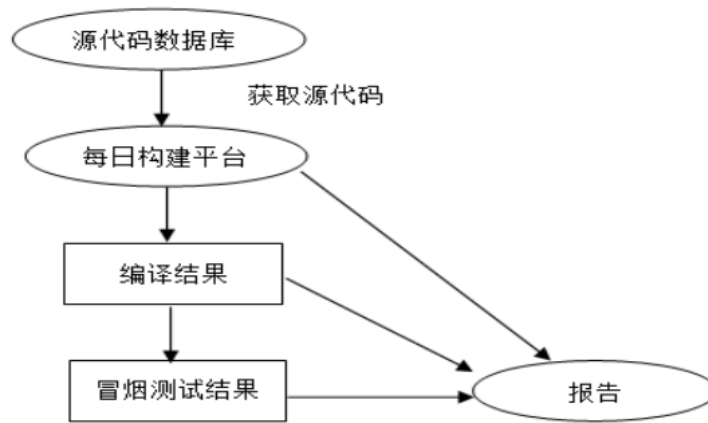 源代码数据库
获取源代码
每日构建平台
编译结果
冒烟测试结果
报告